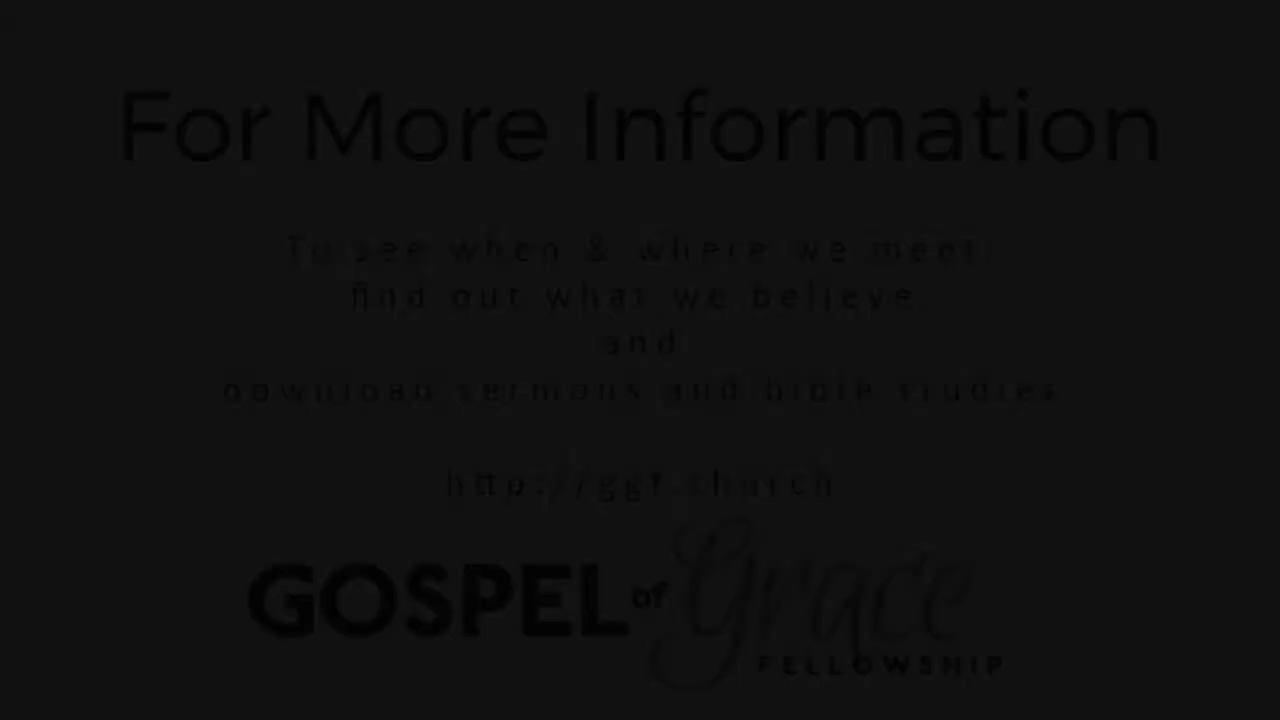 For More Information
To see when & where we meet
find out what we believe
and
download sermons and bible studies
http://ggf.church
GOSPEL of Grace
FELLOWSHIP